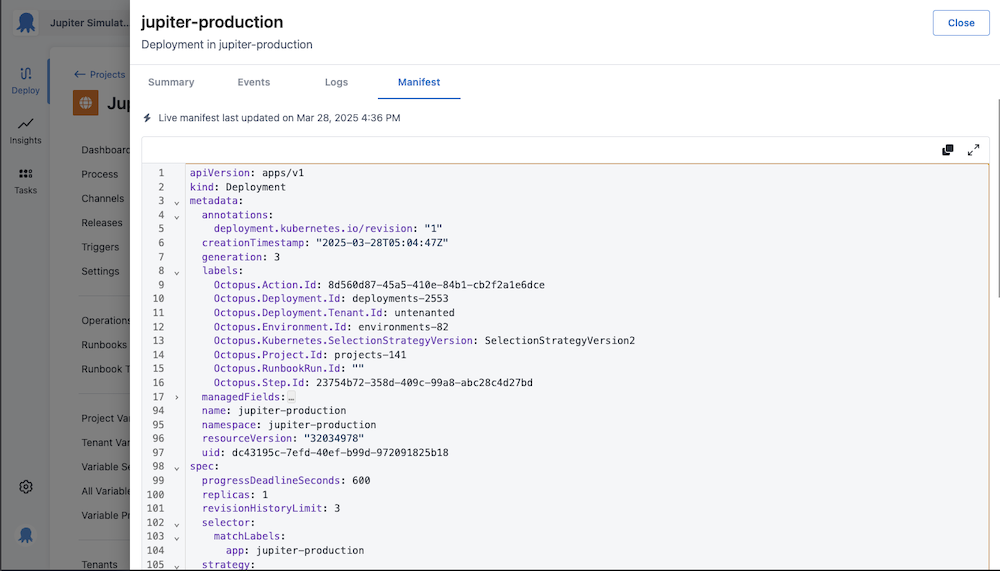 Jupiter Simulat..
Deploy
Insights
Tasks
Projects
Ju
Dashboard
Process
Channels
Releases
Triggers
Settings
Operations
Runbooks
Runbook T
Project Va
Tenant Var
Variable Se
All Variable
Variable Pr
Tenants
jupiter-production
Deployment in jupiter-production
Close
Summary Events Logs Manifest
Live manifest last updated on Mar 28, 2025 4:36 PM
1 apiVersion: apps/v1
2 kind: Deployment
3 metadata:
4 annotations:
5 deployment.kubernetes.io/revision: "1"
6 creationTimestamp: "2025-03-28T05:04:47Z"
7 generation: 3
8 labels:
9 Octopus.Action.Id: 8d560d87-45a5-410e-84b1-cb2f2a1e6dce
10 Octopus.Deployment.Id: deployments-2553
11 Octopus.Deployment.Tenant.Id: untenanted
12 Octopus.Environment.Id: environments-82
13 Octopus.Kubernetes.SelectionStrategyVersion: SelectionStrategyVersion2
14 Octopus.Project.Id: projects-141
15 Octopus.RunbookRun.Id: ""
16 Octopus.Step.Id: 23754b72-358d-409c-99a8-abc28c4d27bd
17 managedFields:…
94 name: jupiter-production
95 namespace: jupiter-production
96 resourceVersion: "32034978"
97 uid: dc43195c-7efd-40ef-b99d-972091825b18
98 spec:
99 progressDeadlineSeconds: 600
100 replicas: 1
101 revisionHistoryLimit: 3
102 selector:
103 matchLabels:
104 app: jupiter-production
105 strategy: